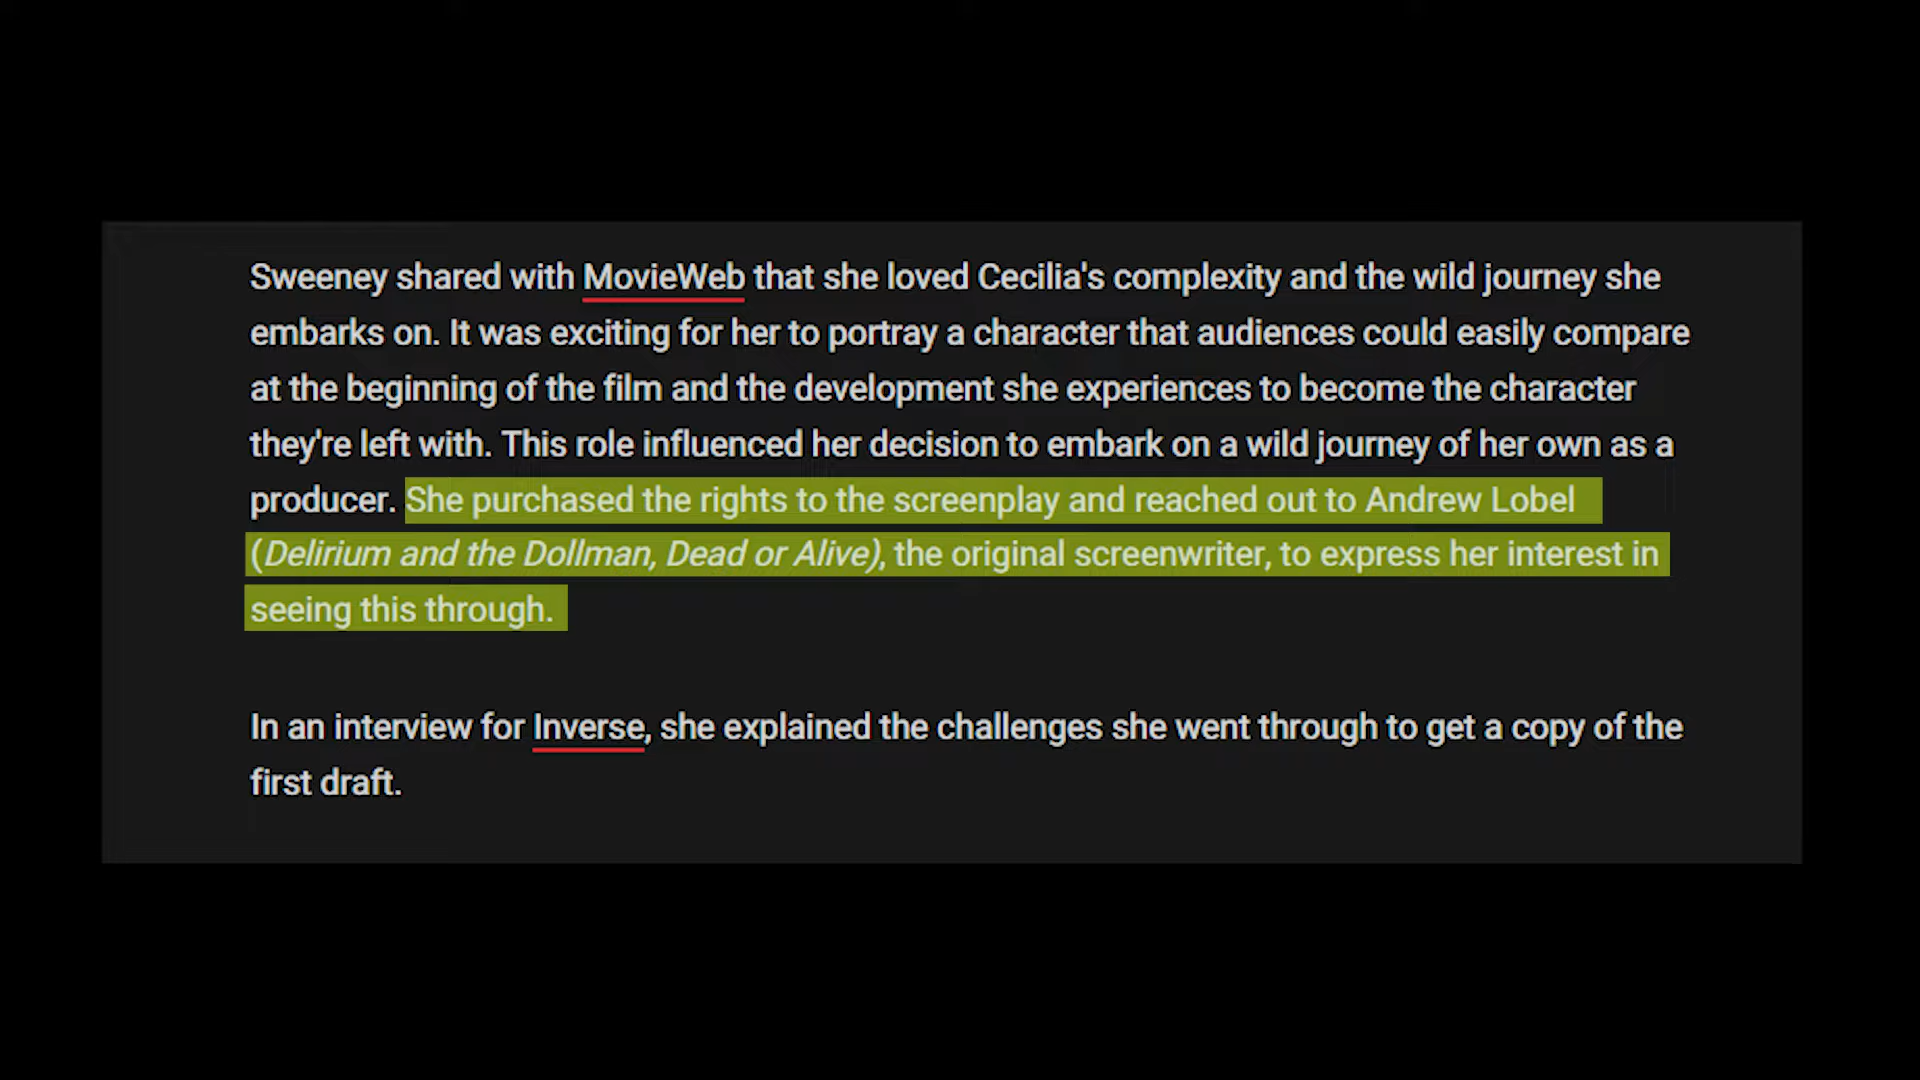 Sweeney shared with MovieWeb that she loved Cecilia's complexity and the wild journey she
embarks on. It was exciting for her to portray a character that audiences could easily compare
at the beginning of the film and the development she experiences to become the character
they're left with. This role influenced her decision to embark on a wild journey of her own as a
producer. She purchased the rights to the screenplay and reached out to Andrew Lobel
(Delirium and the Dollman, Dead or Alive), the original screenwriter, to express her interest in
seeing this through.
In an interview for Inverse, she explained the challenges she went through to get a copy of the
first draft.